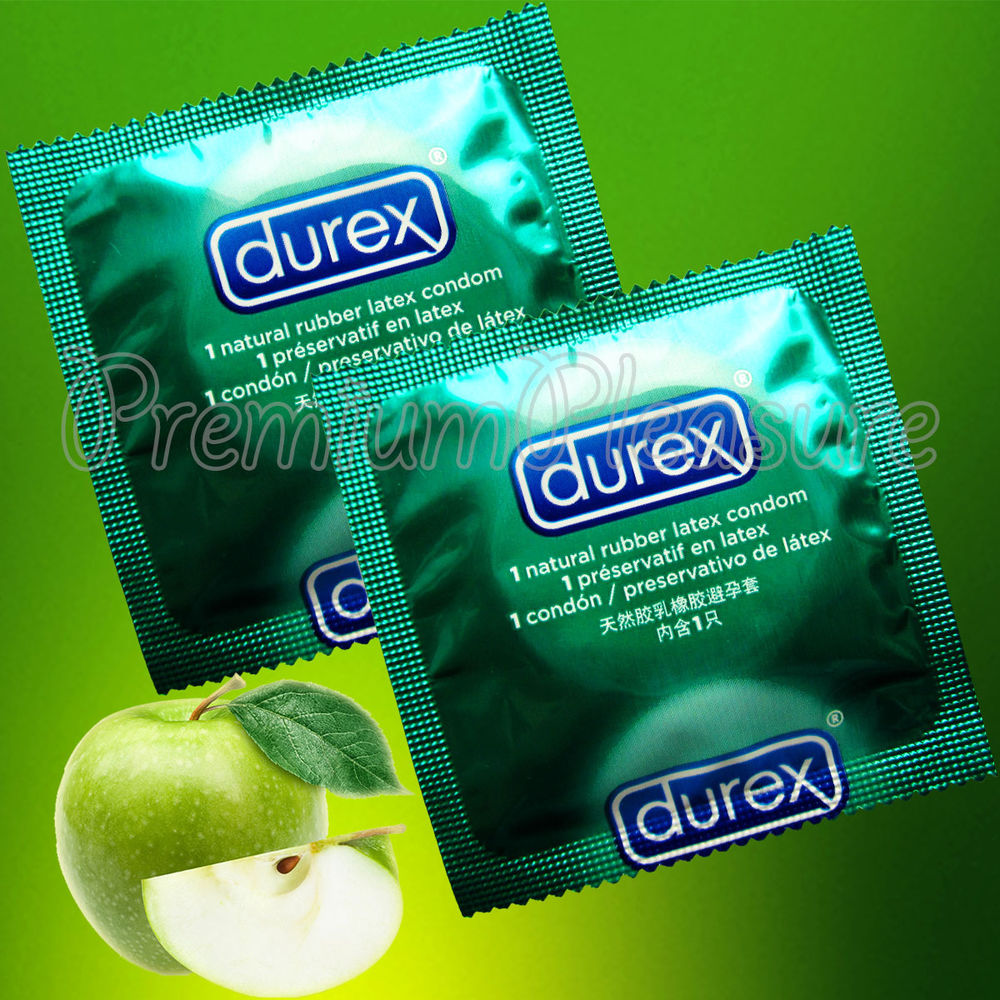 durex®
1 natural rubber latex condom
1 préservatif en latex
1 condón / preservativo de látex
天
PremiumPleasure
durex®
1 natural rubber latex condom
1 préservatif en latex
1 condón / preservativo de látex
天然胶乳橡胶避孕套
内含1只
durex®